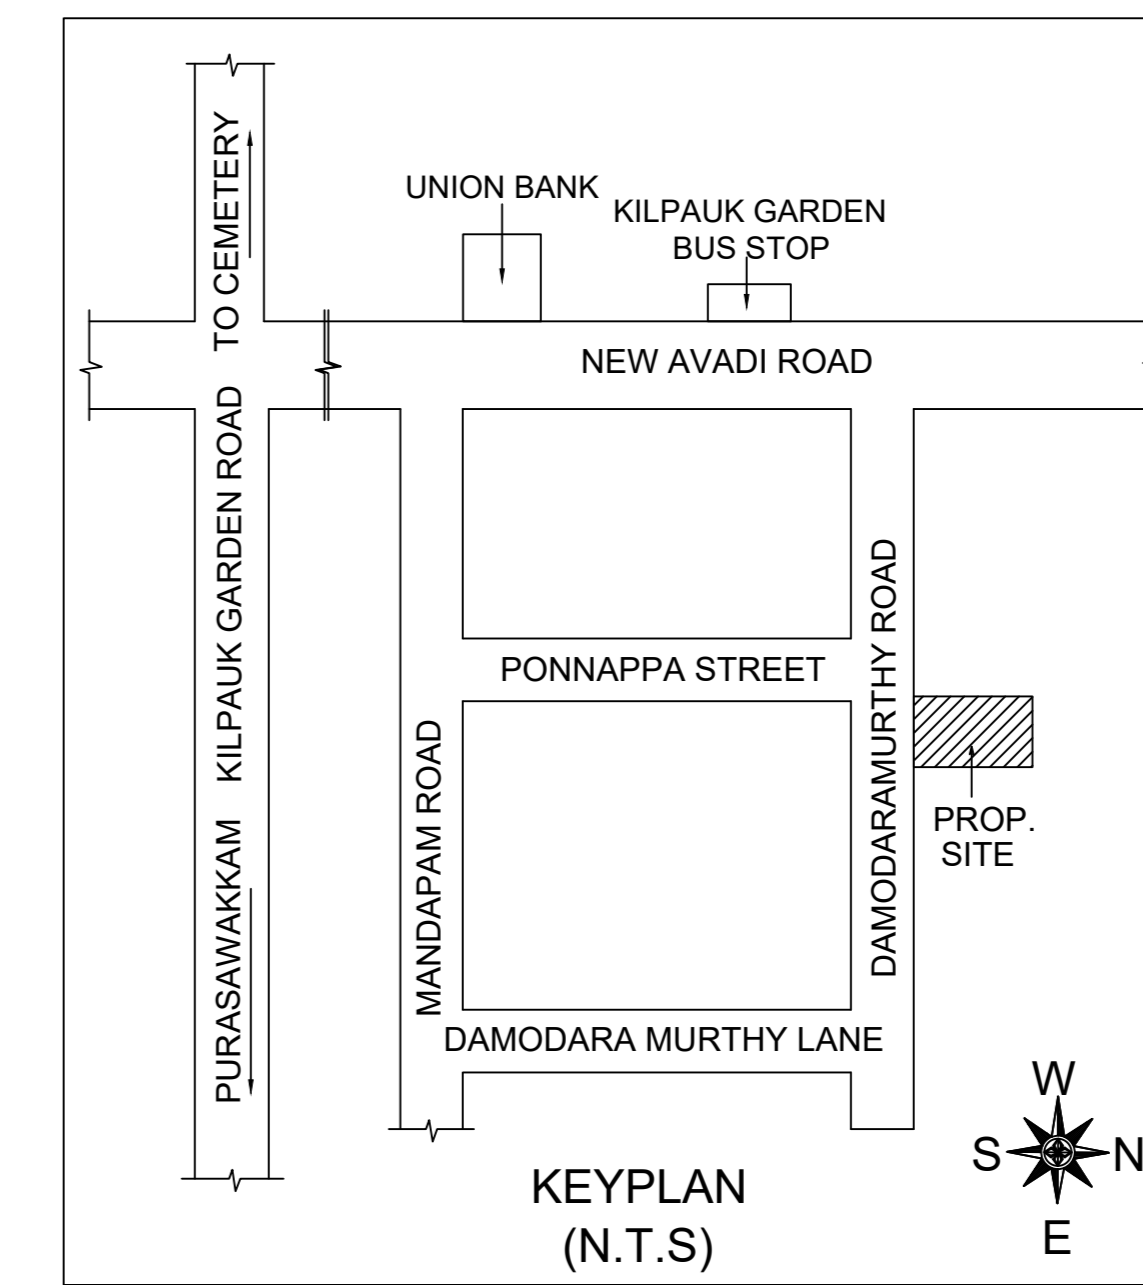 TO CEMETERY
UNION BANK
KILPAUK GARDEN
BUS STOP
NEW AVADI ROAD
KILPAUK GARDEN ROAD
PONNAPPA STREET
DAMODARAMURTHY ROAD
MANDAPAM ROAD
PROP.
SITE
PURASAWAKKAM
DAMODARA MURTHY LANE
W
S N
E
KEYPLAN
(N.T.S)